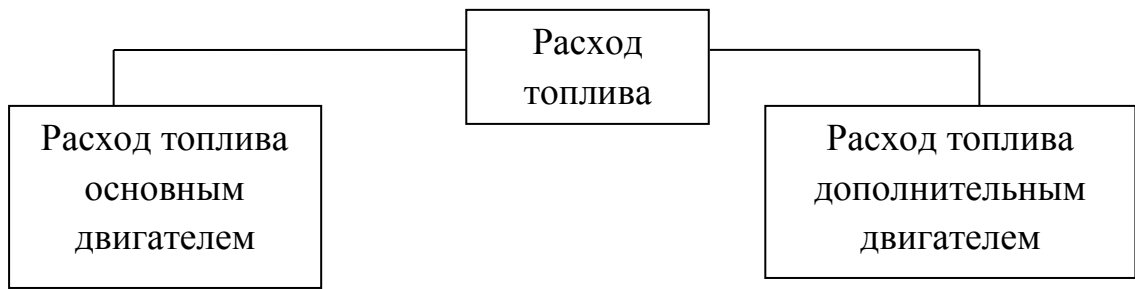 Расход
топлива
Расход топлива
основным
двигателем
Расход топлива
дополнительным
двигателем